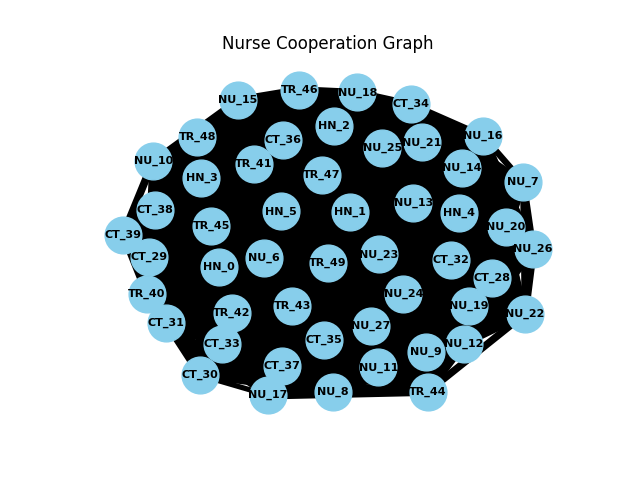 Nurse Cooperation Graph
TR_46
NU_18
NU_15
CT_34
HN_2
TR_48
NU_16
CT_36
NU_21
NU_25
NU_10
TR_41
NU_14
TR_47
HN_3
NU_7
NU_13
CT_38
HN_5
HN_1
HN_4
TR_45
NU_20
CT_39
NU_26
NU_23
CT_29
NU_6
CT_32
TR_49
HN_0
CT_28
TR_40
NU_24
TR_43
NU_19
TR_42
NU_22
CT_31
NU_27
CT_35
CT_33
NU_12
NU_9
CT_37
NU_11
CT_30
NU_8
TR_44
NU_17